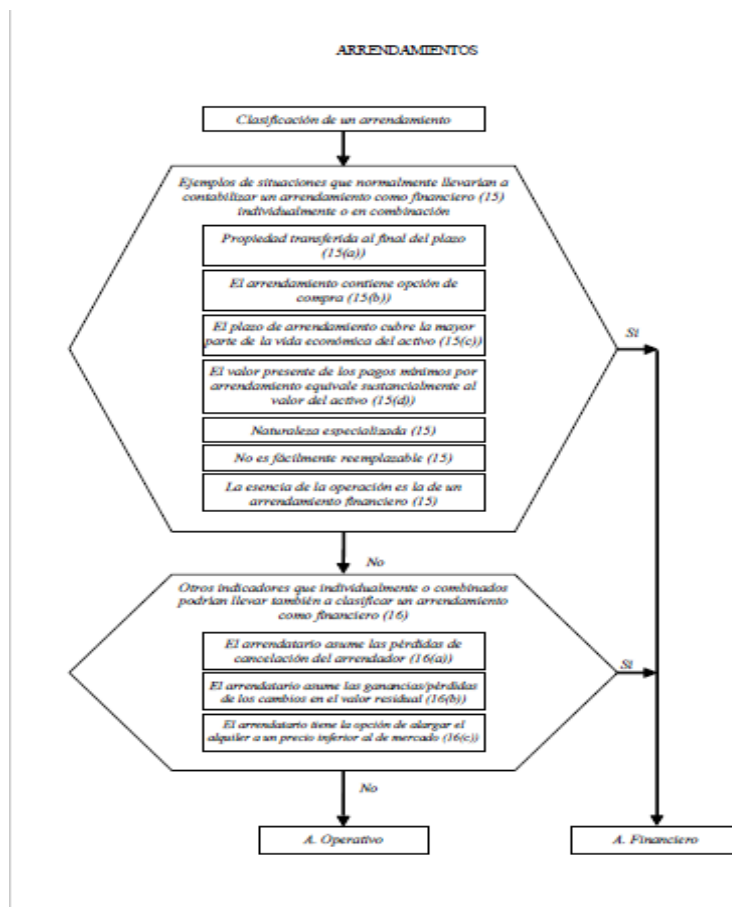 ARRENDAMIENTOS
Clasificación de un arrendamiento
Ejemplos de situaciones que normalmente llevarían a
contabilizar un arrendamiento como financiero (15)
individualmente o en combinación
Propiedad transferida al final del plazo
(15(a))
El arrendamiento contiene opción de
compra (15(b))
El plazo de arrendamiento cubre la mayor
parte de la vida económica del activo (15(c))
Si
El valor presente de los pagos mínimos por
arrendamiento equivale sustancialmente al
valor del activo (15(d))
Naturaleza especializada (15)
No es fácilmente reemplazable (15)
La esencia de la operación es la de un
arrendamiento financiero (15)
No
Otros indicadores que individualmente o combinados
podrían llevar también a clasificar un arrendamiento
como financiero (16)
El arrendatario asume las pérdidas de
cancelación del arrendador (16(a))
Si
El arrendatario asume las ganancias/pérdidas
de los cambios en el valor residual (16(b))
El arrendatario tiene la opción de alargar el
alquiler a un precio inferior al de mercado (16(c))
No
A. Operativo
A. Financiero